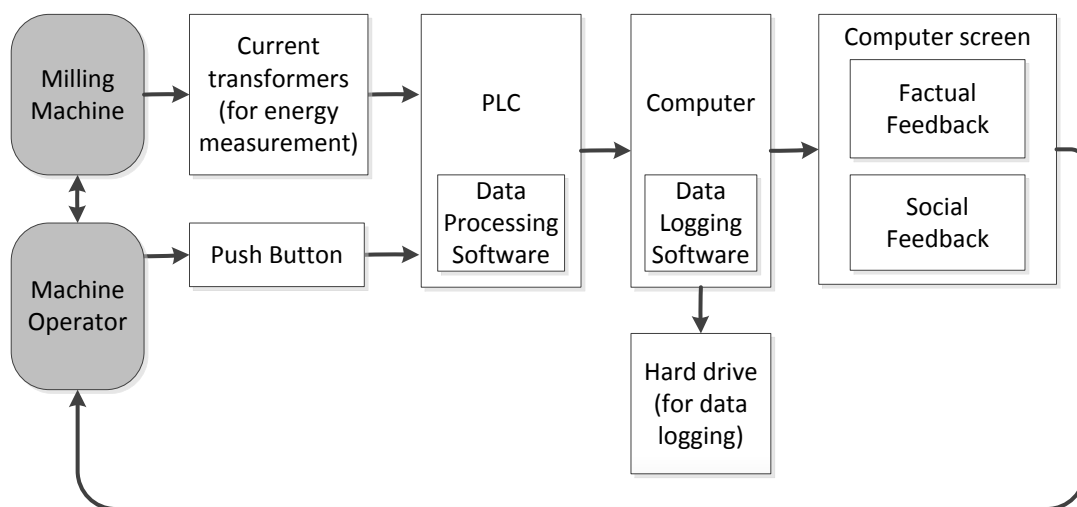 Milling
Machine
Current
transformers
(for energy
measurement)
PLC
Computer
Computer screen
Factual
Feedback
Data
Processing
Software
Data
Logging
Software
Social
Feedback
Machine
Operator
Push Button
Hard drive
(for data
logging)